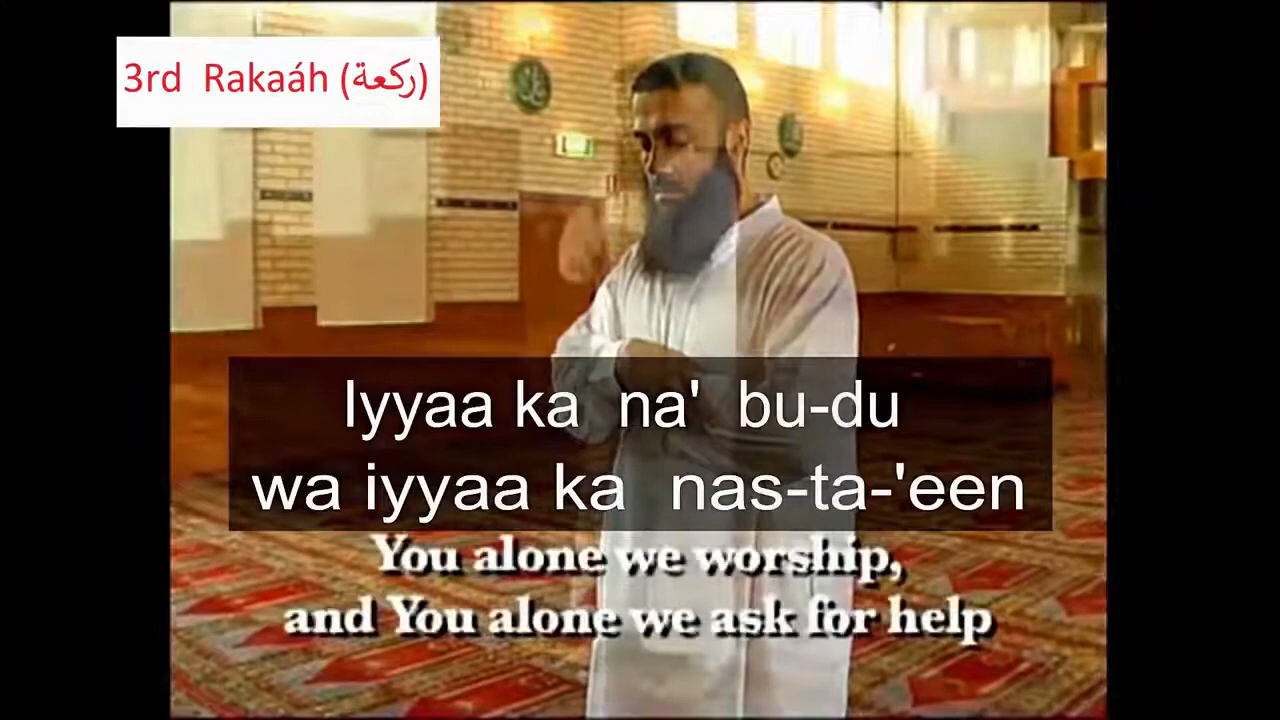 3rd Rakaáh (ركعة)
Iyyaa ka na' bu-du
wa iyyaa ka nas-ta-'een
You alone we worship,
and You alone we ask for help